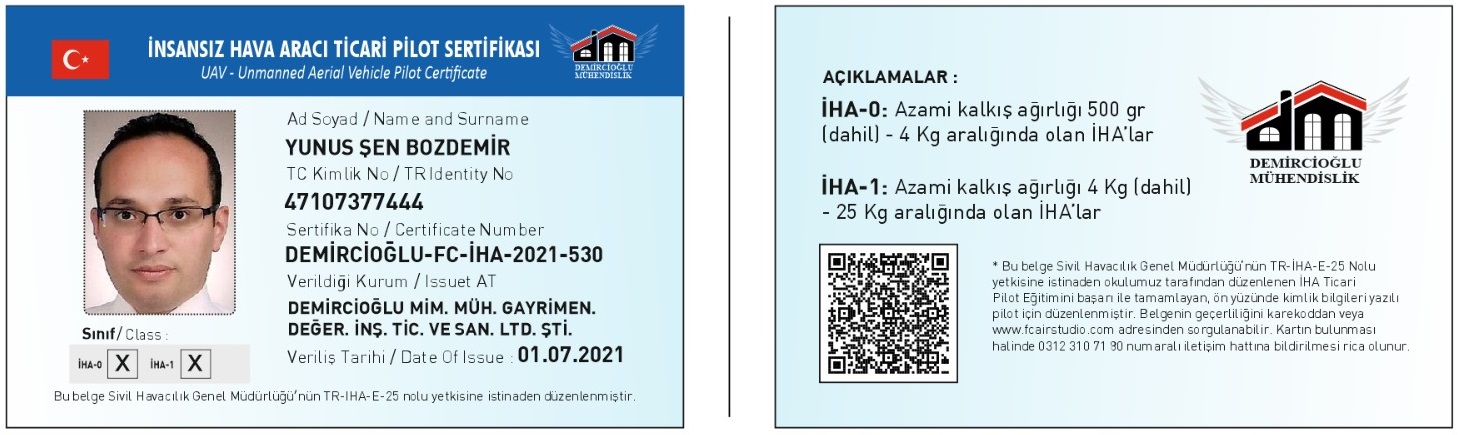 İNSANSIZ HAVA ARACI TİCARİ PİLOT SERTİFİKASI
UAV - Unmanned Aerial Vehicle Pilot Certificate
dm
DEMİRCİOĞLU
MÜHENDİSLİK
Ad Soyad / Name and Surname
YUNUS ŞEN BOZDEMİR
TC Kimlik No / TR Identity No
47107377444
Sertifika No / Certificate Number
DEMİRCİOĞLU-FC-İHA-2021-530
Verildiği Kurum / Issuet AT
DEMİRCİOĞLU MİM. MÜH. GAYRİMEN.
DEĞER. İNŞ. TİC. VE SAN. LTD. ŞTİ.
Veriliş Tarihi / Date Of Issue : 01.07.2021
Sınıf/ Class :
İHA-0 X İHA-1 X
Bu belge Sivil Havacılık Genel Müdürlüğü'nün TR-IHA-E-25 nolu yetkisine istinaden düzenlenmiştir.
AÇIKLAMALAR :
İHA-0: Azami kalkış ağırlığı 500 gr
(dahil) - 4 Kg aralığında olan İHA'lar
İHA-1: Azami kalkış ağırlığı 4 Kg (dahil)
- 25 Kg aralığında olan İHA'lar
dm
DEMİRCİOĞLU
MÜHENDİSLİK
* Bu belge Sivil Havacılık Genel Müdürlüğü'nün TR-İHA-E-25 Nolu
yetkisine istinaden okulumuz tarafından düzenlenen İHA Ticari
Pilot Eğitimini başarı ile tamamlayan, ön yüzünde kimlik bilgileri yazılı
pilot için düzenlenmiştir. Belgenin geçerliliğini karekoddan veya
www.fcairstudio.com adresinden sorgulanabilir. Kartın bulunması
halinde 0312 310 71 90 numaralı iletişim hattına bildirilmesi rica olunur.